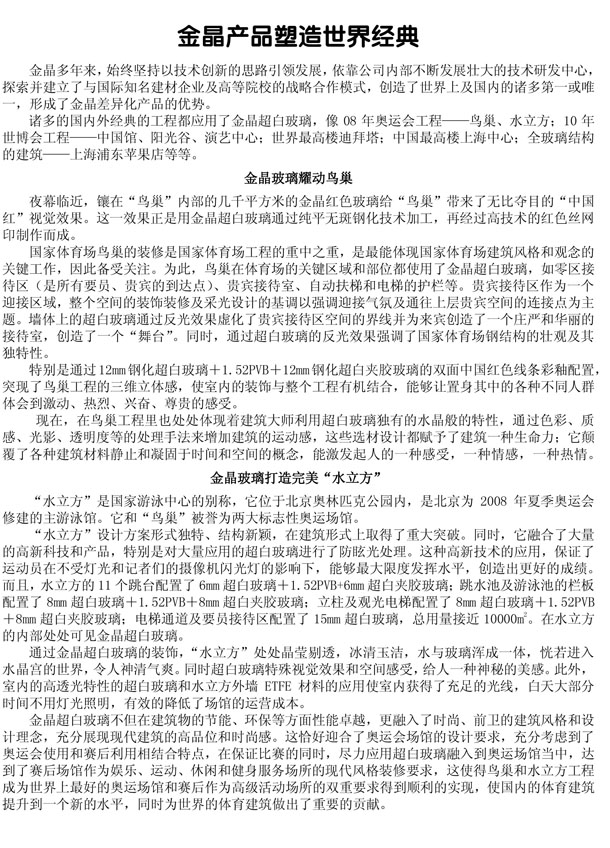 金晶产品塑造世界经典
金晶多年来，始终坚持以技术创新的思路引领发展，依靠公司内部不断发展壮大的技术研发中心，
探索并建立了与国际知名建材企业及高等院校的战略合作模式，创造了世界上及国内的诸多第一或唯
一，形成了金晶差异化产品的优势。
诸多的国内外经典的工程都应用了金晶超白玻璃，像 08 年奥运会工程——鸟巢、水立方；10 年
世博会工程——中国馆、阳光谷、演艺中心；世界最高楼迪拜塔；中国最高楼上海中心；全玻璃结构
的建筑——上海浦东苹果店等等。
金晶玻璃耀动鸟巢
夜幕临近，镶在“鸟巢”内部的几千平方米的金晶红色玻璃给“鸟巢”带来了无比夺目的“中国
红”视觉效果。这一效果正是用金晶超白玻璃通过纯平无斑钢化技术加工，再经过高技术的红色丝网
印制作而成。
国家体育场鸟巢的装修是国家体育场工程的重中之重，是最能体现国家体育场建筑风格和观念的
关键工作，因此备受关注。为此，鸟巢在体育场的关键区域和部位都使用了金晶超白玻璃，如零区接
待区（是所有要员、贵宾的到达点）、贵宾接待室、自动扶梯和电梯的护栏等。贵宾接待区作为一个
迎接区域，整个空间的装饰装修及采光设计的基调以强调迎接气氛及通往上层贵宾空间的连接点为主
题。墙体上的超白玻璃通过反光效果虚化了贵宾接待区空间的界线并为来宾创造了一个庄严和华丽的
接待室，创造了一个“舞台”。同时，通过超白玻璃的反光效果强调了国家体育场钢结构的壮观及其
独特性。
特别是通过12mm钢化超白玻璃＋1.52PVB＋12mm钢化超白夹胶玻璃的双面中国红色线条彩釉配置，
突现了鸟巢工程的三维立体感，使室内的装饰与整个工程有机结合，能够让置身其中的各种不同人群
体会到激动、热烈、兴奋、尊贵的感受。
现在，在鸟巢工程里也处处体现着建筑大师利用超白玻璃独有的水晶般的特性，通过色彩、质
感、光影、透明度等的处理手法来增加建筑的运动感，这些选材设计都赋予了建筑一种生命力；它颠
覆了各种建筑材料静止和凝固于时间和空间的概念，能激发起人的一种感受，一种情感，一种热情。
金晶玻璃打造完美“水立方”
“水立方”是国家游泳中心的别称，它位于北京奥林匹克公园内，是北京为 2008 年夏季奥运会
修建的主游泳馆。它和“鸟巢”被誉为两大标志性奥运场馆。
“水立方”设计方案形式独特、结构新颖，在建筑形式上取得了重大突破。同时，它融合了大量
的高新科技和产品，特别是对大量应用的超白玻璃进行了防眩光处理。这种高新技术的应用，保证了
运动员在不受灯光和记者们的摄像机闪光灯的影响下，能够最大限度发挥水平，创造出更好的成绩。
而且，水立方的 11 个跳台配置了 6mm 超白玻璃＋1.52PVB+6mm 超白夹胶玻璃；跳水池及游泳池的栏板
配置了 8mm 超白玻璃＋1.52PVB＋8mm 超白夹胶玻璃；立柱及观光电梯配置了 8mm 超白玻璃＋1.52PVB
＋8mm 超白夹胶玻璃；电梯通道及要员接待区配置了 15mm 超白玻璃，总用量接近 10000㎡。在水立方
的内部处处可见金晶超白玻璃。
通过金晶超白玻璃的装饰，“水立方”处处晶莹剔透，冰清玉洁，水与玻璃浑成一体，恍若进入
水晶宫的世界，令人神清气爽。同时超白玻璃特殊视觉效果和空间感受，给人一种神秘的美感。此外，
室内的高透光特性的超白玻璃和水立方外墙 ETFE 材料的应用使室内获得了充足的光线，白天大部分
时间不用灯光照明，有效的降低了场馆的运营成本。
金晶超白玻璃不但在建筑物的节能、环保等方面性能卓越，更融入了时尚、前卫的建筑风格和设
计理念，充分展现现代建筑的高品位和时尚感。这恰好迎合了奥运会场馆的设计要求，充分考虑到了
奥运会使用和赛后利用相结合特点，在保证比赛的同时，尽力应用超白玻璃融入到奥运场馆当中，达
到了赛后场馆作为娱乐、运动、休闲和健身服务场所的现代风格装修要求，这使得鸟巢和水立方工程
成为世界上最好的奥运场馆和赛后作为高级活动场所的双重要求得到顺利的实现，使国内的体育建筑
提升到一个新的水平，同时为世界的体育建筑做出了重要的贡献。